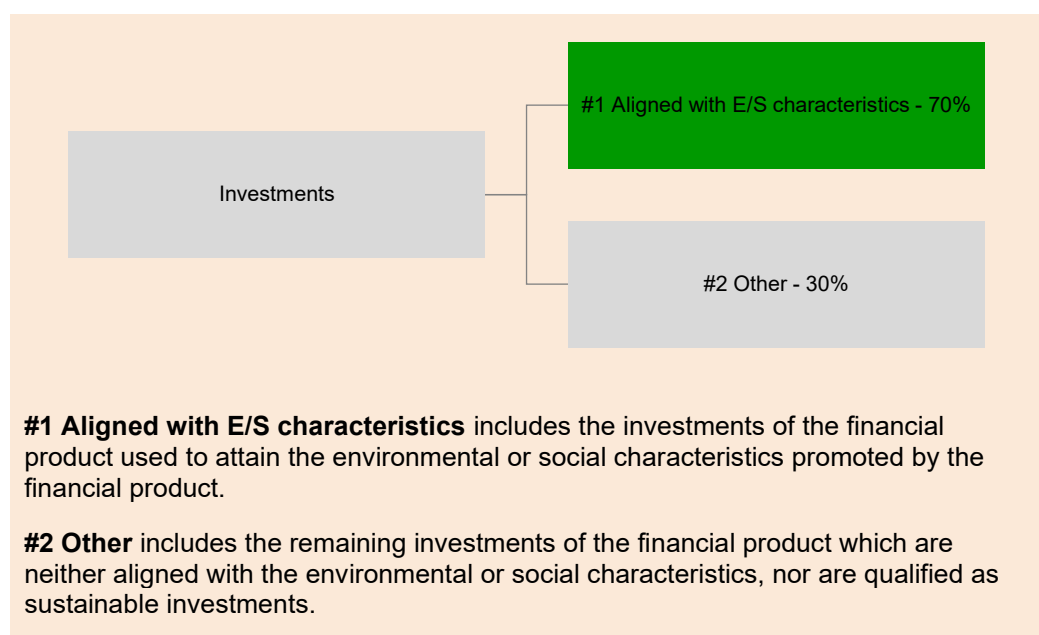 #1 Aligned with E/S characteristics - 70%
Investments
#2 Other - 30%
#1 Aligned with E/S characteristics includes the investments of the financial
product used to attain the environmental or social characteristics promoted by the
financial product.
#2 Other includes the remaining investments of the financial product which are
neither aligned with the environmental or social characteristics, nor are qualified as
sustainable investments.